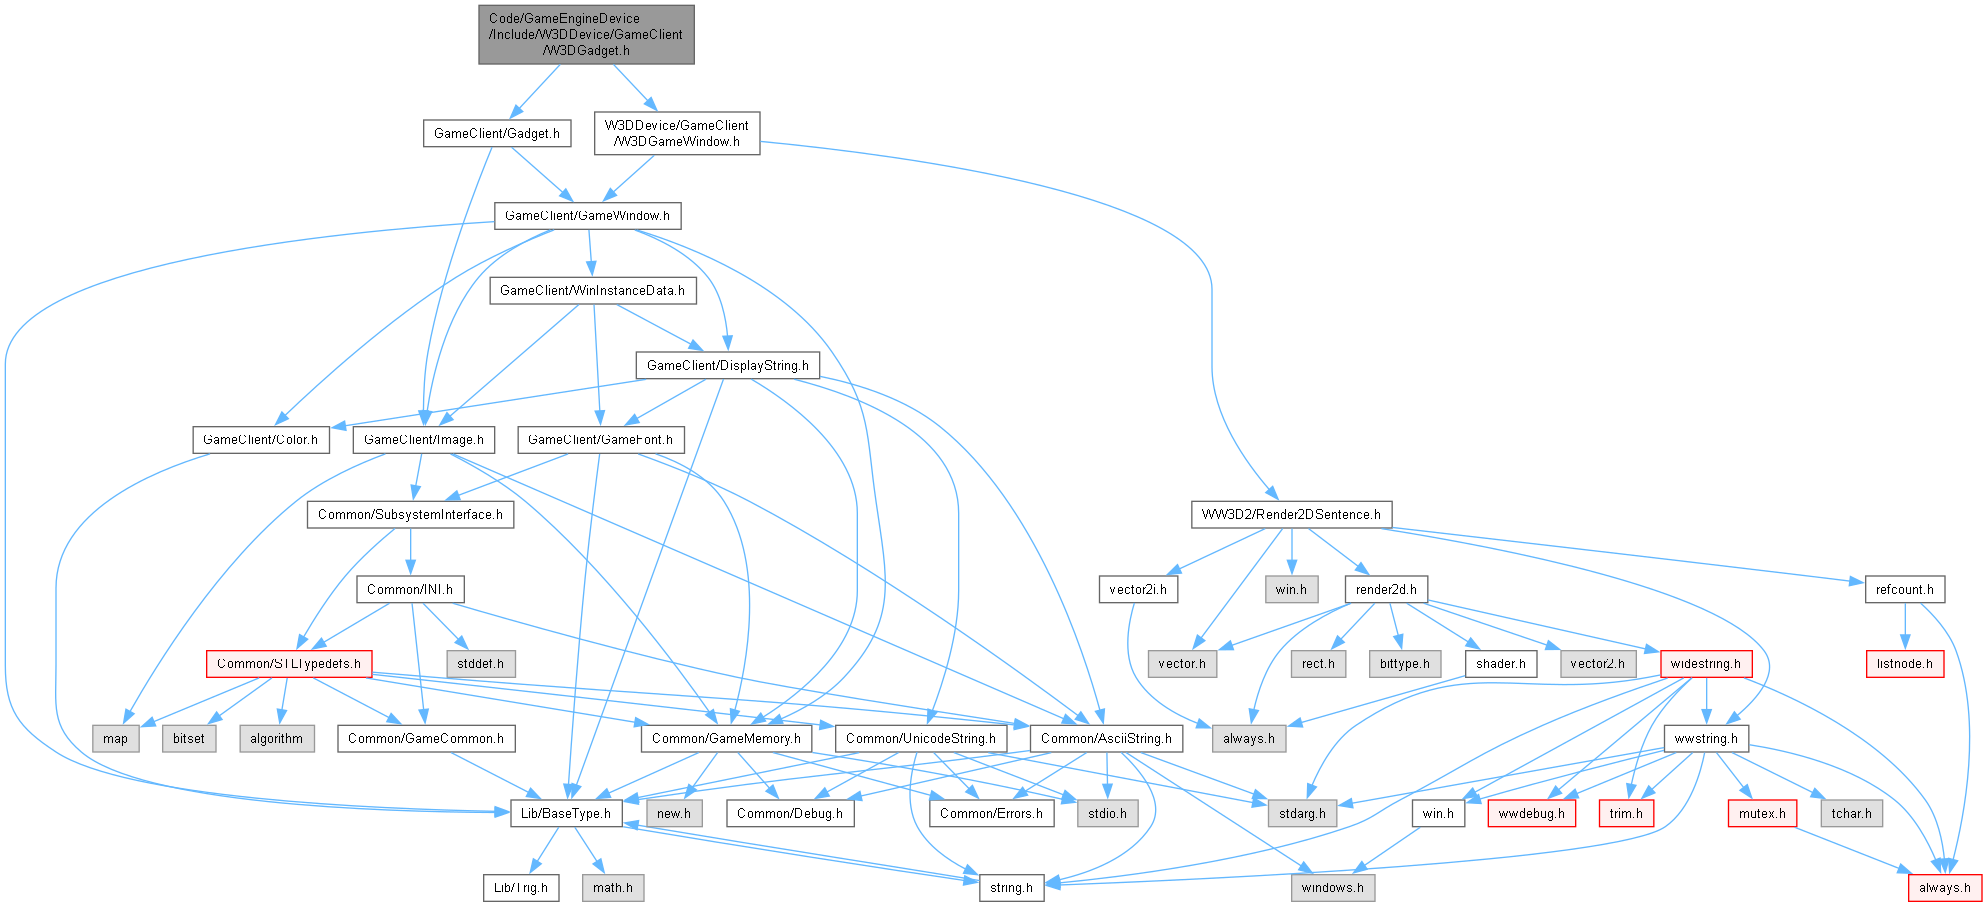 Code/GameEngineDevice
/Include/W3DDevice/GameClient
/W3DGadget.h
GameClient/Gadget.h
W3DDevice/GameClient
/W3DGameWindow.h
GameClient/GameWindow.h
GameClient/WinInstanceData.h
GameClient/DisplayString.h
GameClient/Color.h
GameClient/Image.h
GameClient/GameFont.h
Common/SubsystemInterface.h
WW3D2/Render2DSentence.h
Common/INI.h
vector2i.h
win.h
render2d.h
refcount.h
Common/STLTypedefs.h
stddef.h
vector.h
rect.h
bittype.h
shader.h
vector2.h
widestring.h
listnode.h
map
bitset
algorithm
Common/GameCommon.h
Common/GameMemory.h
Common/UnicodeString.h
Common/AsciiString.h
always.h
wwstring.h
Lib/BaseType.h
new.h
Common/Debug.h
Common/Errors.h
stdio.h
stdarg.h
win.h
wwdebug.h
trim.h
mutex.h
tchar.h
Lib/Trig.h
math.h
string.h
windows.h
always.h